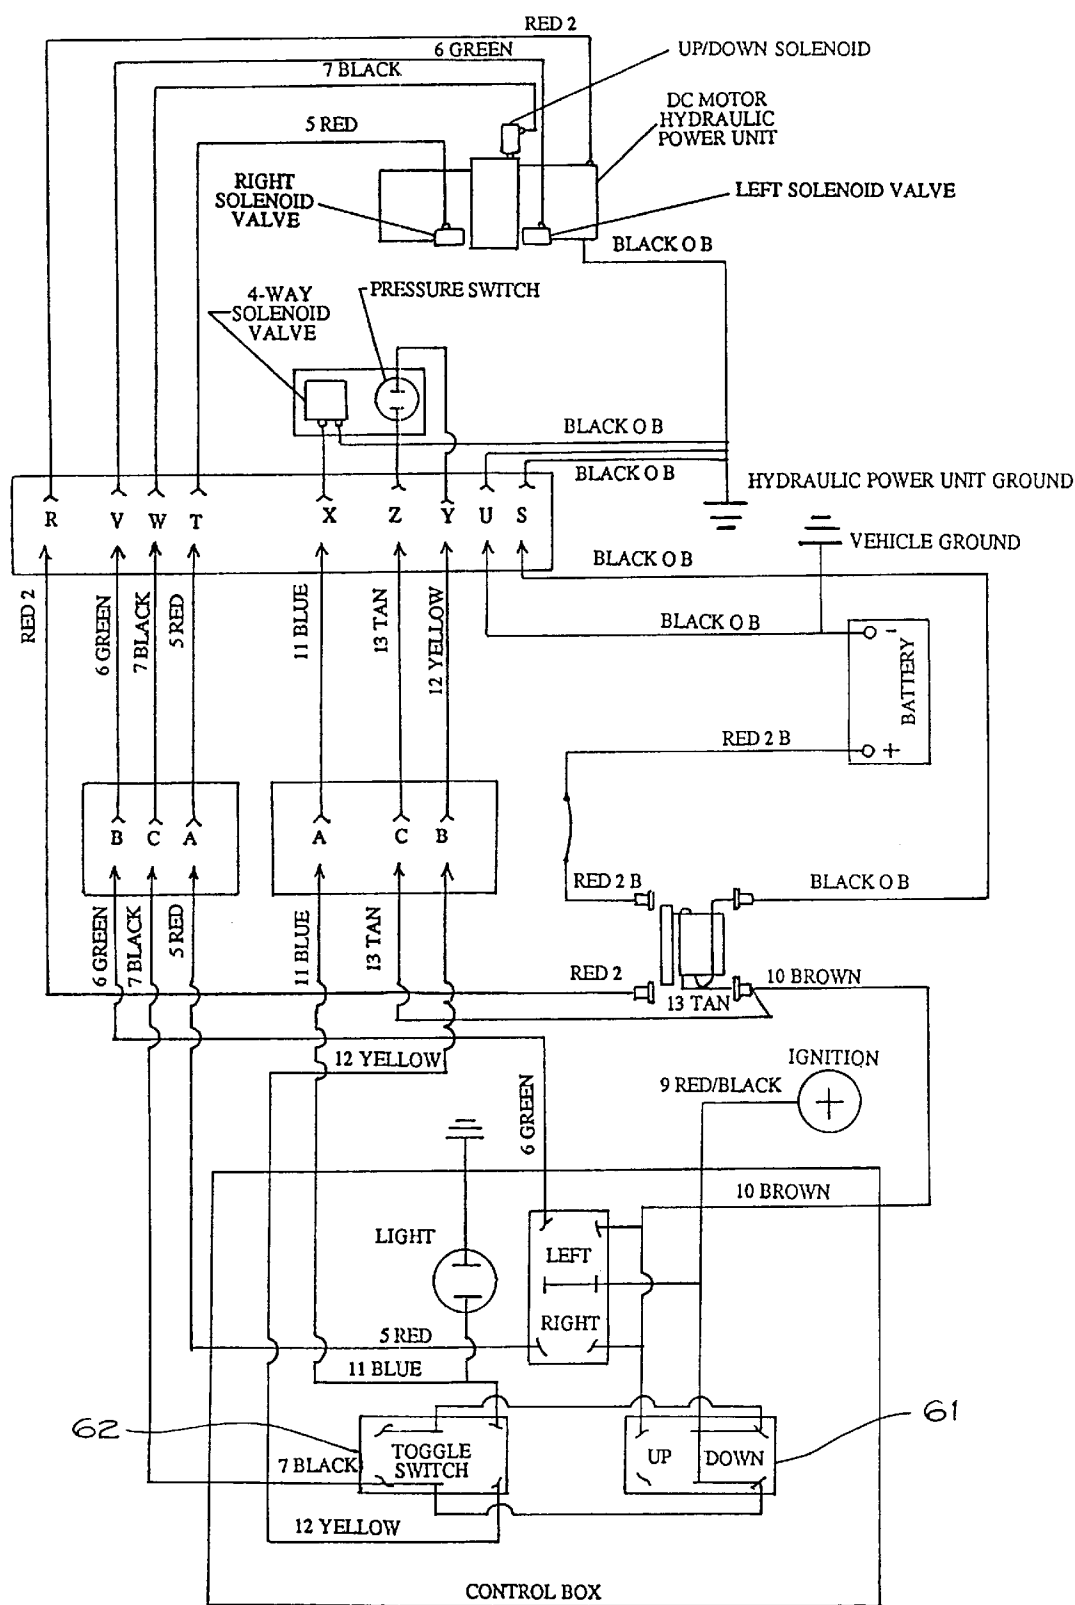 RED 2
6 GREEN
UP/DOWN SOLENOID
7 BLACK
DC MOTOR
HYDRAULIC
POWER UNIT
5 RED
RIGHT
SOLENOID
VALVE
LEFT SOLENOID VALVE
BLACK O B
4-WAY
SOLENOID
VALVE
PRESSURE SWITCH
BLACK O B
BLACK O B
HYDRAULIC POWER UNIT GROUND
R V W T X Z Y U S
VEHICLE GROUND
BLACK O B
RED 2
6 GREEN
7 BLACK
5 RED
11 BLUE
13 TAN
12 YELLOW
BLACK O B
-
BATTERY
+
RED 2 B
B C A
A C B
RED 2 B
BLACK O B
6 GREEN
7 BLACK
5 RED
11 BLUE
13 TAN
RED 2
10 BROWN
13 TAN
12 YELLOW
IGNITION
9 RED/BLACK
6 GREEN
10 BROWN
LIGHT
LEFT
RIGHT
5 RED
11 BLUE
62
61
TOGGLE
SWITCH
UP DOWN
7 BLACK
12 YELLOW
CONTROL BOX